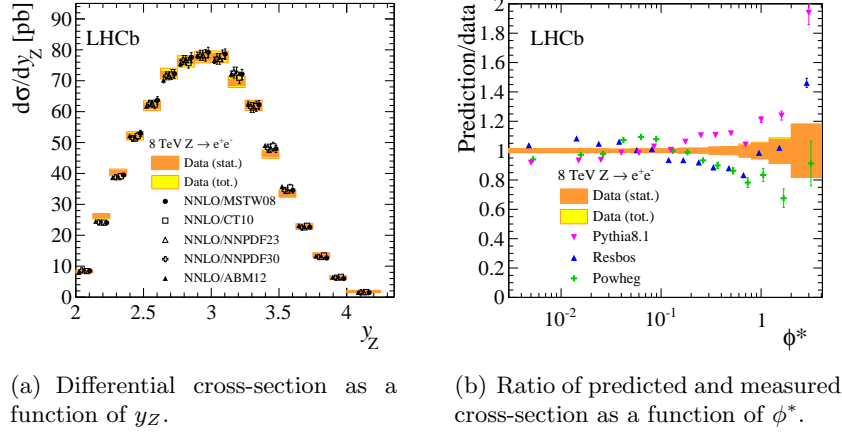 dσ/dy_Z [pb]
90
80
70
60
50
40
30
20
10
0
LHCb
8 TeV Z → e⁺e⁻
Data (stat.)
Data (tot.)
NNLO/MSTW08
NNLO/CT10
NNLO/NNPDF23
NNLO/NNPDF30
NNLO/ABM12
2 2.5 3 3.5 4
y_Z
(a) Differential cross-section as a
function of y_Z.
Prediction/data
2
1.8
1.6
1.4
1.2
1
0.8
0.6
0.4
0.2
0
LHCb
8 TeV Z → e⁺e⁻
Data (stat.)
Data (tot.)
Pythia8.1
Resbos
Powheg
10⁻² 10⁻¹ 1
ϕ*
(b) Ratio of predicted and measured
cross-section as a function of ϕ*.